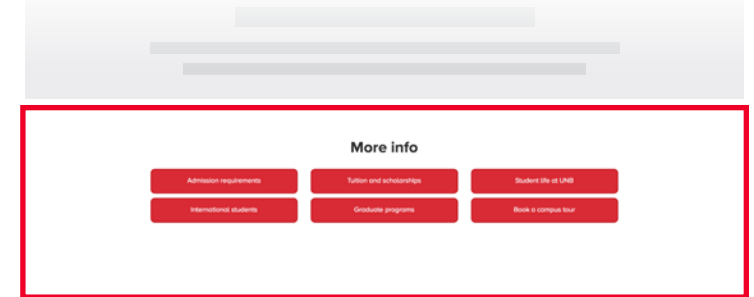 More info
Admission requirements
Tuition and scholarships
Student life at UNB
International students
Graduate programs
Book a campus tour